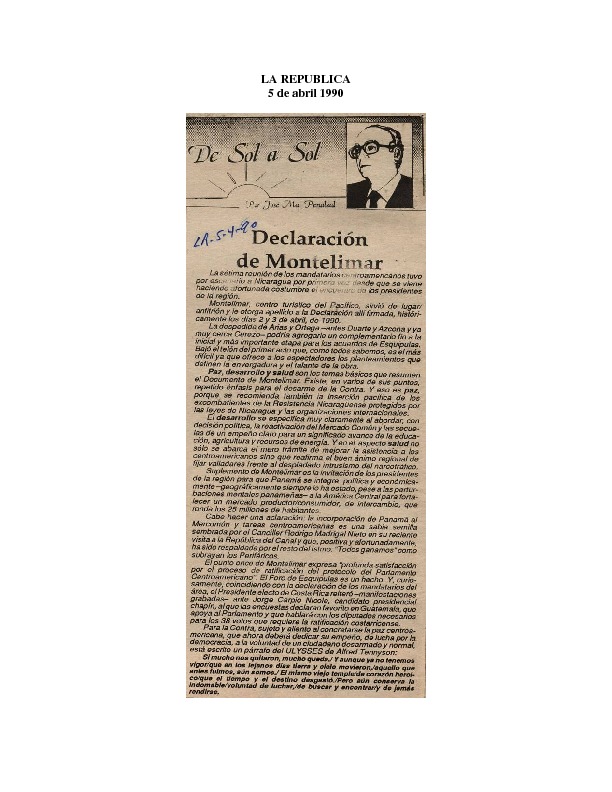 LA REPUBLICA
5 de abril 1990
De Sol a Sol
Por José Ma. Penabad
LR-5-4-90
Declaración
de Montelimar
La sétima reunión de los mandatarios centroamericanos tuvo
por escenario a Nicaragua por primera vez desde que se viene
haciendo afortunada costumbre el encuentro de los presidentes
de la región.
Montelimar, centro turístico del Pacífico, sirvió de lugar
anfitrión y le otorga apellido a la Declaración allí firmada, históri-
camente los días 2 y 3 de abril, de 1990.
La despedida de Arias y Ortega –antes Duarte y Azcona y ya
muy cerca Cerezo– podría agregarle un complementario fin a la
inicial y más importante etapa para los acuerdos de Esquipulas.
Bajó el telón del primer acto que, como todos sabemos, es el más
difícil ya que ofrece a los espectadores los planteamientos que
definen la envergadura y el talante de la obra.
Paz, desarrollo y salud son los temas básicos que resumen
el Documento de Montelimar. Existe, en varios de sus puntos,
repetido énfasis para el desarme de la Contra. Y eso es paz,
porque se recomienda también la inserción pacífica de los
excombatientes de la Resistencia Nicaraguense protegidos por
las leyes de Nicaragua y las organizaciones internacionales.
El desarrollo se especifica muy claramente al abordar, con
decisión política, la reactivación del Mercado Común y las secue-
las de un empeño claro para un significado avance de la educa-
ción, agricultura y recursos de energía. Y en el aspecto salud no
sólo se abarca el mero trámite de mejorar la asistencia a los
centroamericanos sino que reafirma el buen ánimo regional de
fijar valladares frente al despiadado intrusismo del narcotráfico.
Suplemento de Montelimar es la invitación de los presidentes
de la región para que Panamá se integre, política y económica-
mente –geográficamente siempre lo ha estado, pese a las pertur-
baciones mentales panameñas– a la América Central para forta-
lecer un mercado productor/consumidor, de intercambio, que
ronda los 25 millones de habitantes.
Cabe hacer una aclaración: la incorporación de Panamá al
Mercomún y tareas centroamericanas es una sabia semilla
sembrada por el Canciller Rodrigo Madrigal Nieto en su reciente
visita a la República del Canal y que, positiva y afortunadamente,
ha sido respaldada por el resto del istmo. "Todos ganamos" como
subrayan los Periféricos.
El punto once de Montelimar expresa "profunda satisfacción
por el proceso de ratificación del protocolo del Parlamento
Centroamericano". El Foro de Esquipulas es un hecho. Y, curio-
samente, coincidiendo con la declaración de los mandatarios del
área, el Presidente electo de Costa Rica reiteró –manifestaciones
grabadas– ante Jorge Carpio Nicole, candidato presidencial
chapín, al que las encuestas declaran favorito en Guatemala, que
apoya al Parlamento y que hablará con los diputados necesarios
para los 38 votos que requiere la ratificación costarricense.
Para la Contra, sujeto y aliento al concretarse la paz centroa-
mericana, que ahora deberá dedicar su empeño, de lucha por la
democracia, a la voluntad de un ciudadano desarmado y normal,
está escrito un párrafo del ULYSSES de Alfred Tennyson:
Si mucho nos quitaron, mucho queda./ Y aunque ya no tenemos
vigor/que en los lejanos días tierra y cielo movieron,/aquello que
antes fuimos, aún somos./ El mismo viejo temple/de corazón heroi-
co/que el tiempo y el destino desgastó./Pero aún conserva la
indomable/voluntad de luchar,/de buscar y encontrar/y de jamás
rendirse.